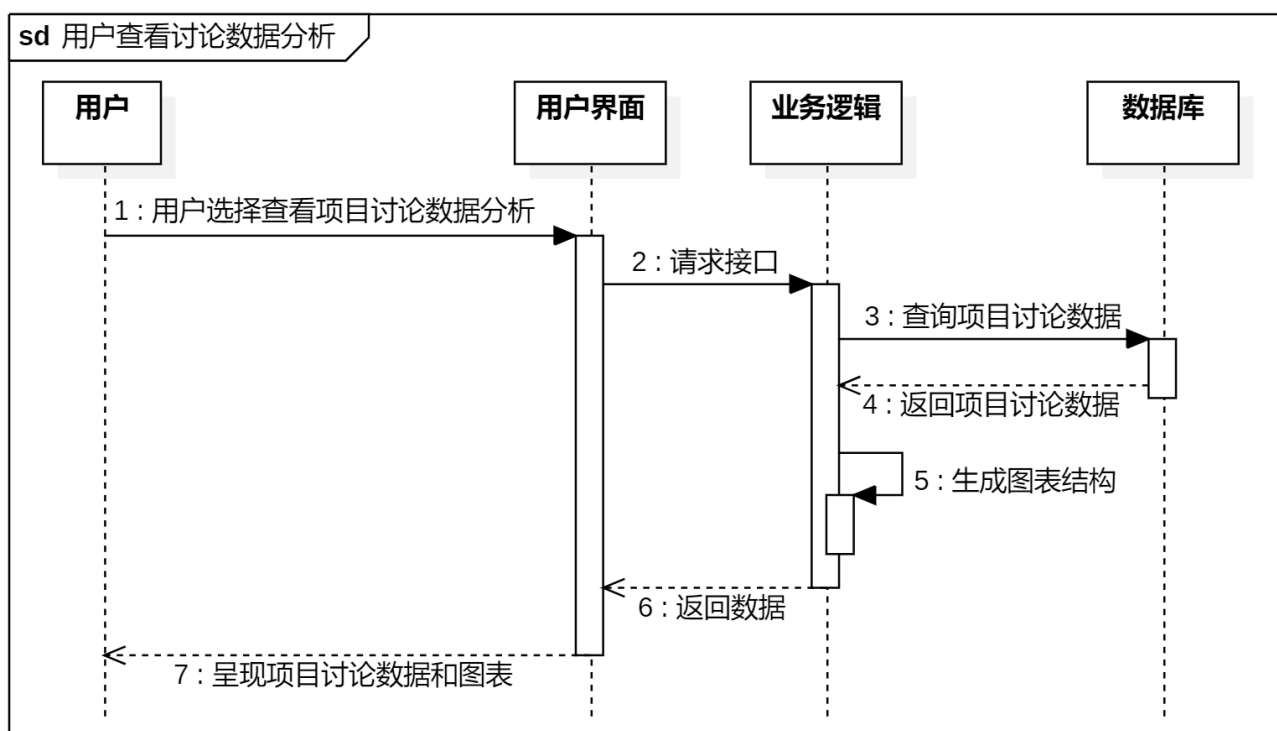 sd 用户查看讨论数据分析
用户
用户界面
业务逻辑
数据库
1 : 用户选择查看项目讨论数据分析
2 : 请求接口
3 : 查询项目讨论数据
4 : 返回项目讨论数据
5 : 生成图表结构
6 : 返回数据
7 : 呈现项目讨论数据和图表